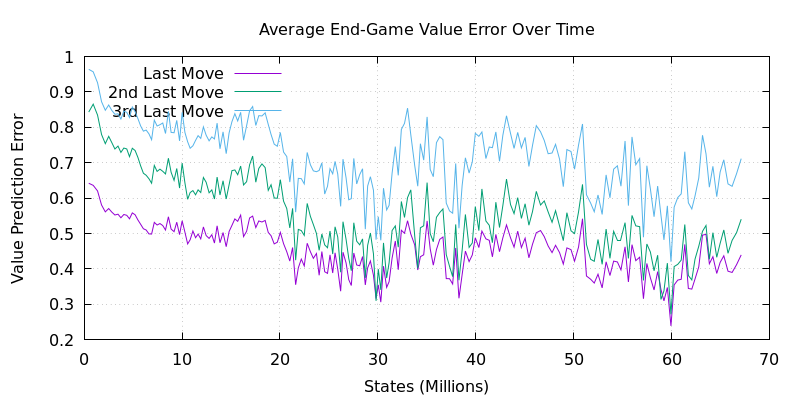 Average End-Game Value Error Over Time
Value Prediction Error
1
0.9
0.8
0.7
0.6
0.5
0.4
0.3
0.2
Last Move
2nd Last Move
3rd Last Move
0 10 20 30 40 50 60 70
States (Millions)